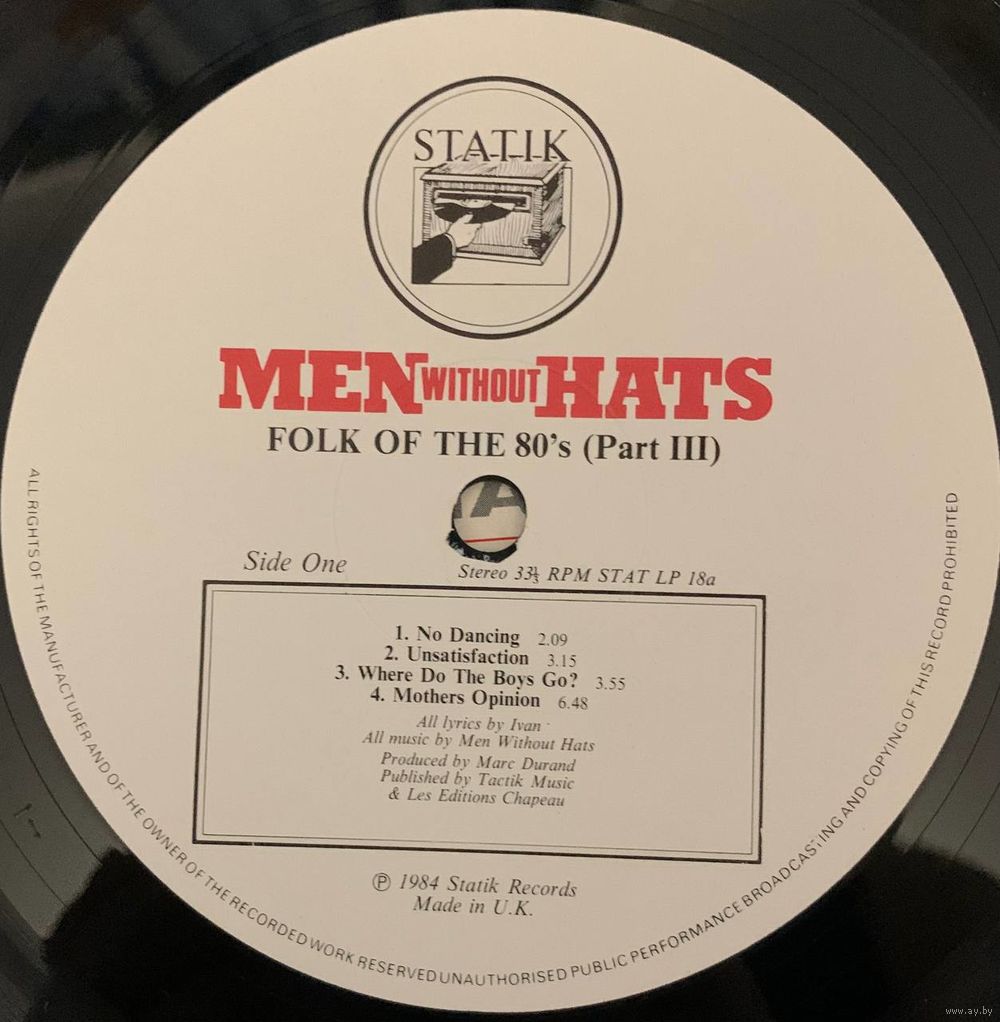 STATIK
MEN WITHOUT HATS
FOLK OF THE 80's (Part III)
Side One
Stereo 33⅓ RPM STAT LP 18a
1. No Dancing 2.09
2. Unsatisfaction 3.15
3. Where Do The Boys Go? 3.55
4. Mothers Opinion 6.48
All lyrics by Ivan
All music by Men Without Hats
Produced by Marc Durand
Published by Tactik Music
& Les Editions Chapeau
℗ 1984 Statik Records
Made in U.K.
ALL RIGHTS OF THE MANUFACTURER AND OF THE OWNER OF THE RECORDED WORK RESERVED UNAUTHORISED PUBLIC PERFORMANCE BROADCASTING AND COPYING OF THIS RECORD PROHIBITED
www.ay.by